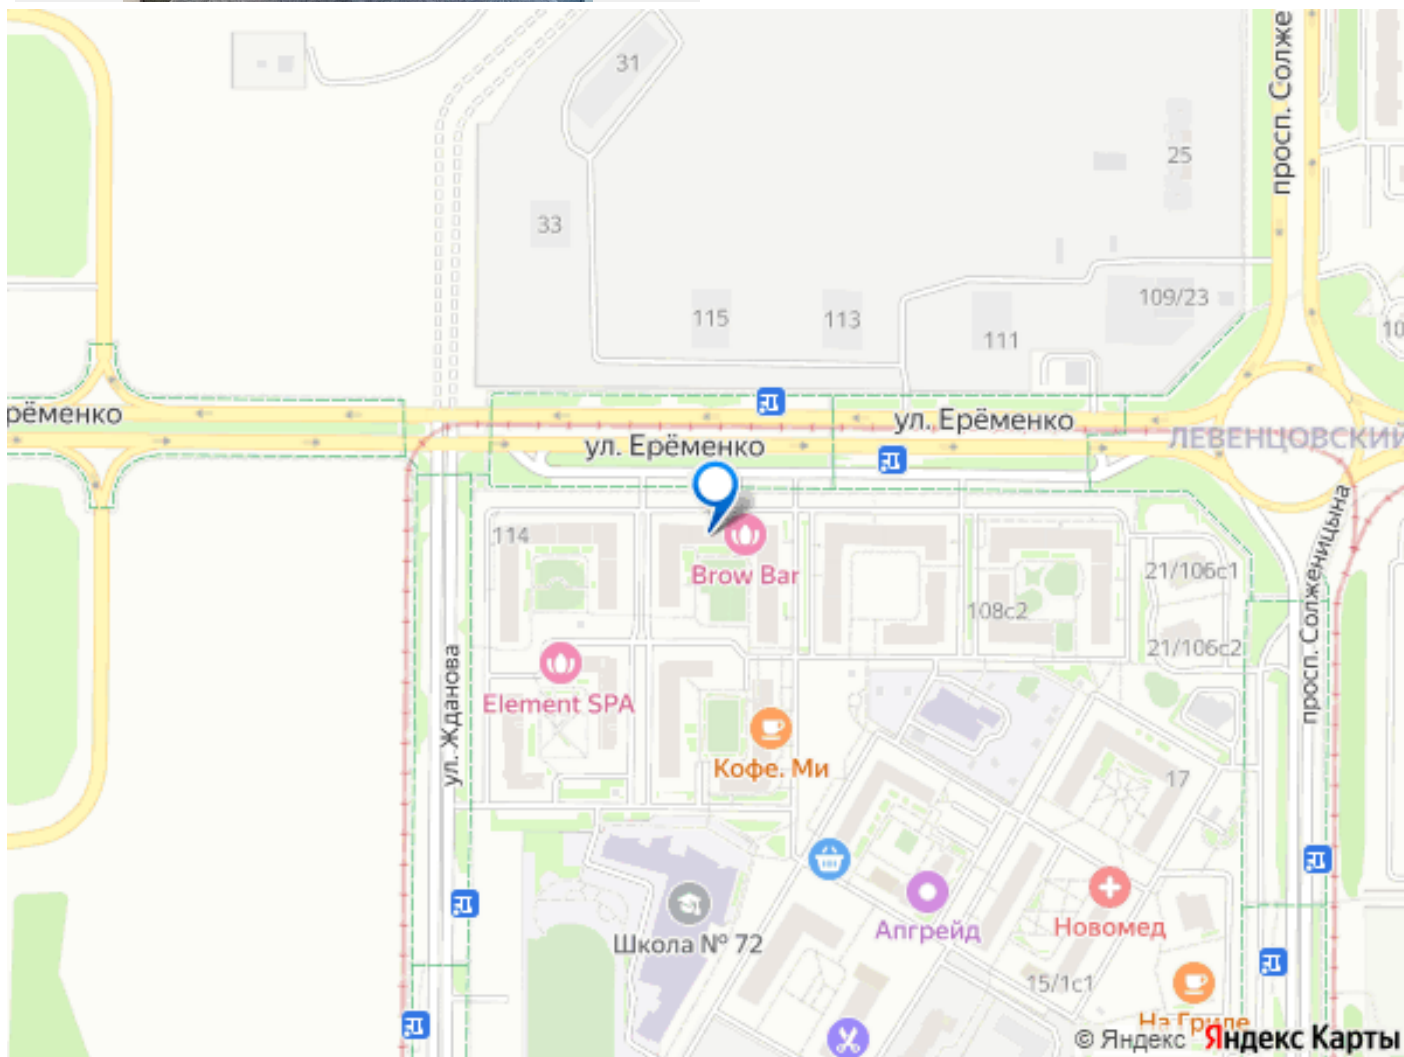 31
просп. Солже
25
33
109/23
115
113
111
10
рёменко
ул. Ерёменко
ул. Ерёменко
ЛЕВЕНЦОВСКИЙ
114
Brow Bar
21/106с1
108с2
21/106с2
просп. Солженицына
ул. Жданова
Element SPA
Кофе. Ми
17
Школа № 72
Апгрейд
Новомед
15/1с1
На Гриле
© Яндекс Яндекс Карты